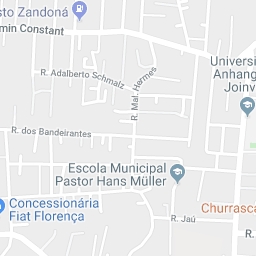 sto Zandoná
min Constant
R. Adalberto Schmalz
R. Mal. Hermes
Univers
Anhang
Joinv
R. dos Bandeirantes
Escola Municipal
Pastor Hans Müller
Concessionária
Fiat Florença
Churrasca
R. Jaú